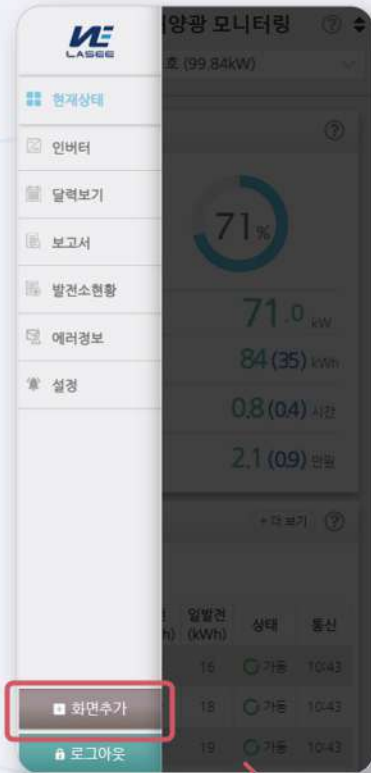 LASEE
현재상태
인버터
달력보기
보고서
발전소현황
에러정보
설정
화면추가
로그아웃
양광 모니터링
호 (99.84kW)
71%
71.0 kW
84 (35) kWh
0.8 (0.4) 시간
2.1 (0.9) 만원
+ 더 보기
일발전 상태 통신
(kWh)
16 가동 10:43
18 가동 10:43
19 가동 10:43